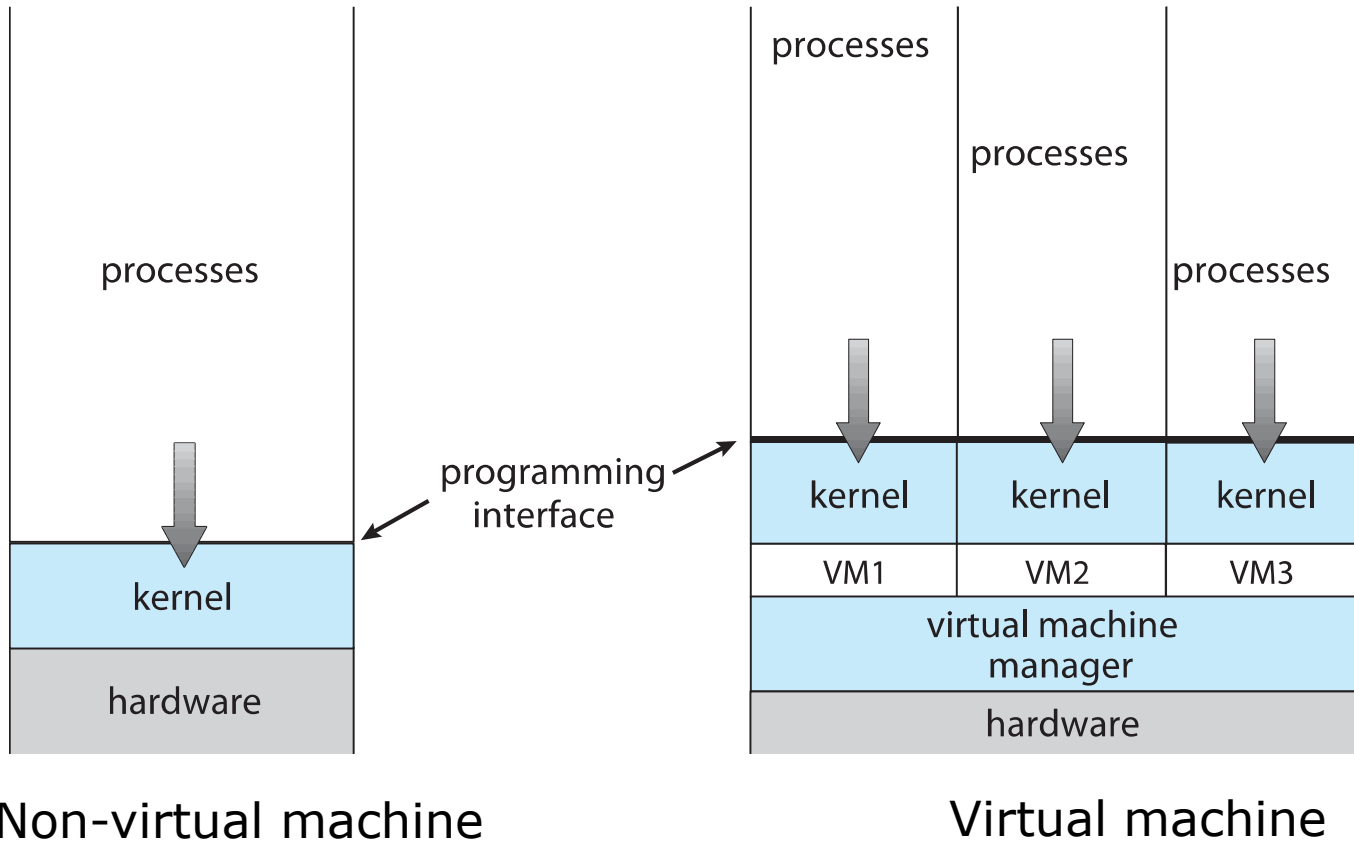 processes
kernel
hardware
Non-virtual machine
programming
interface
processes
processes
processes
kernel
kernel
kernel
VM1
VM2
VM3
virtual machine
manager
hardware
Virtual machine